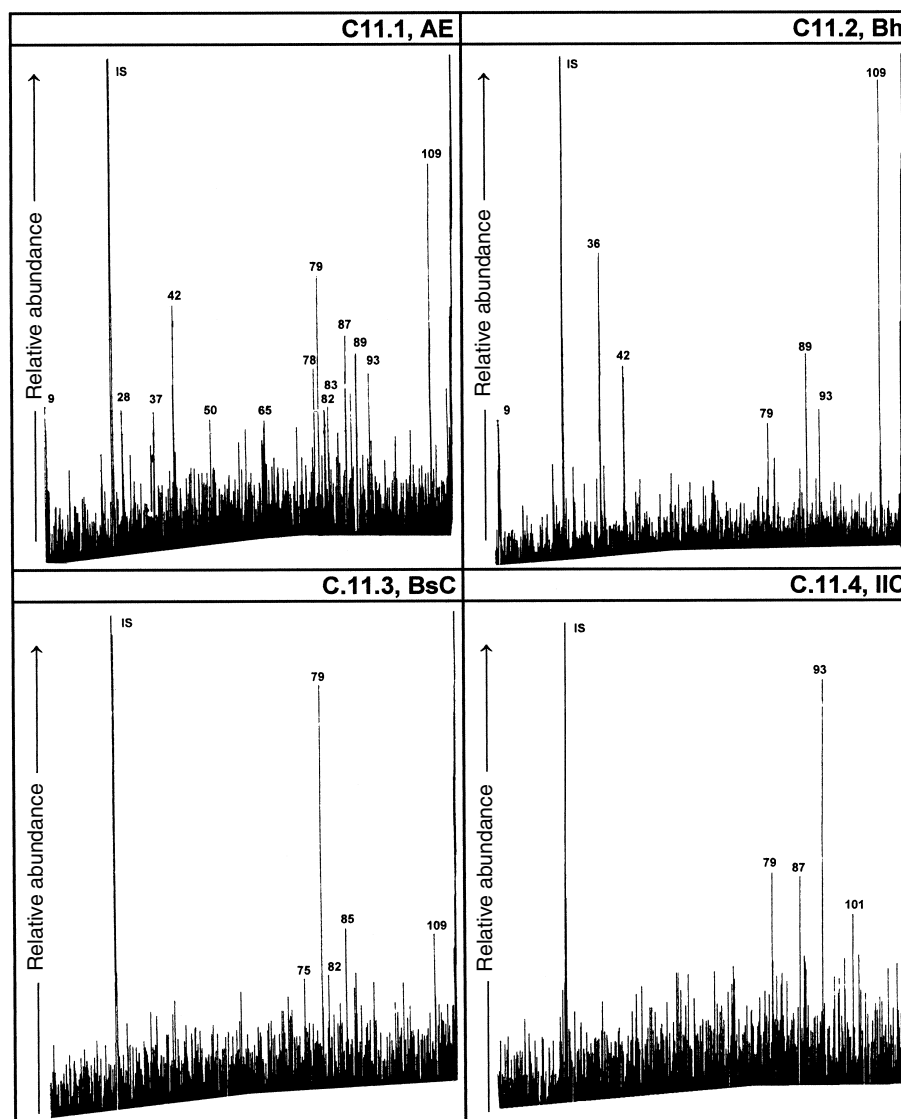 C11.1, AE
Relative abundance
IS
109
79
42
87
89
78
93
83
82
9
28
37
50
65
C11.2, Bh
Relative abundance
IS
109
36
42
89
93
9
79
C.11.3, BsC
Relative abundance
IS
79
85
109
75
82
C.11.4, IIC
Relative abundance
IS
93
79
87
101